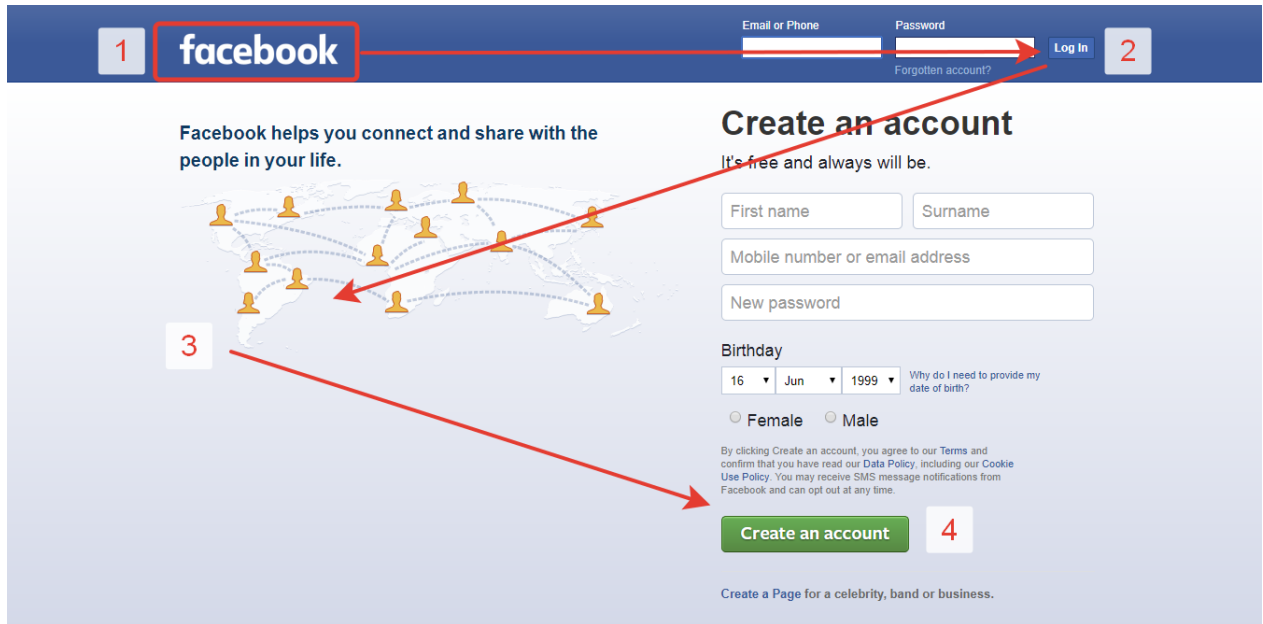 1
facebook
Email or Phone
Password
Log In
2
Forgotten account?
Facebook helps you connect and share with the
people in your life.
3
Create an account
It's free and always will be.
First name
Surname
Mobile number or email address
New password
Birthday
16
Jun
1999
Why do I need to provide my
date of birth?
Female
Male
By clicking Create an account, you agree to our Terms and
confirm that you have read our Data Policy, including our Cookie
Use Policy. You may receive SMS message notifications from
Facebook and can opt out at any time.
Create an account
4
Create a Page for a celebrity, band or business.